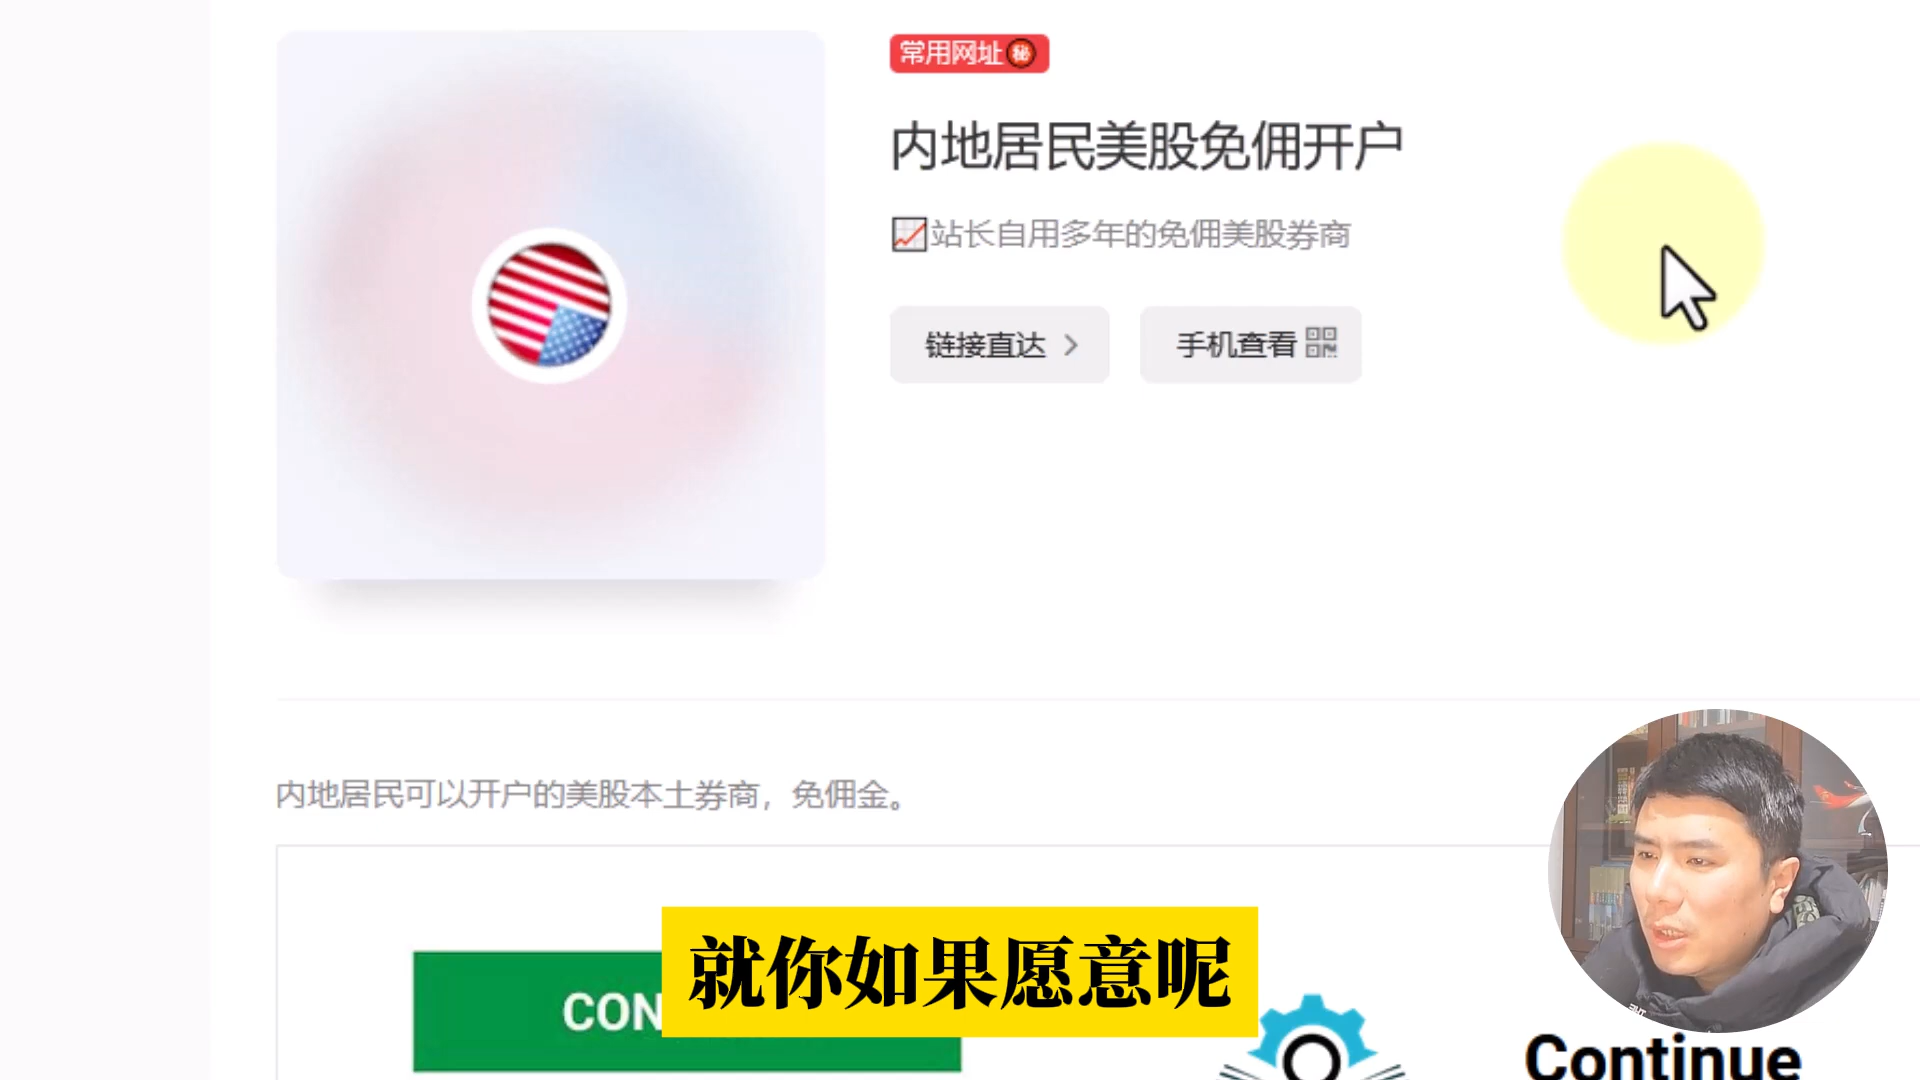 常用网址㊙
内地居民美股免佣开户
📈站长自用多年的免佣美股券商
链接直达 >
手机查看
内地居民可以开户的美股本土券商，免佣金。
就你如果愿意呢
CON
Continue